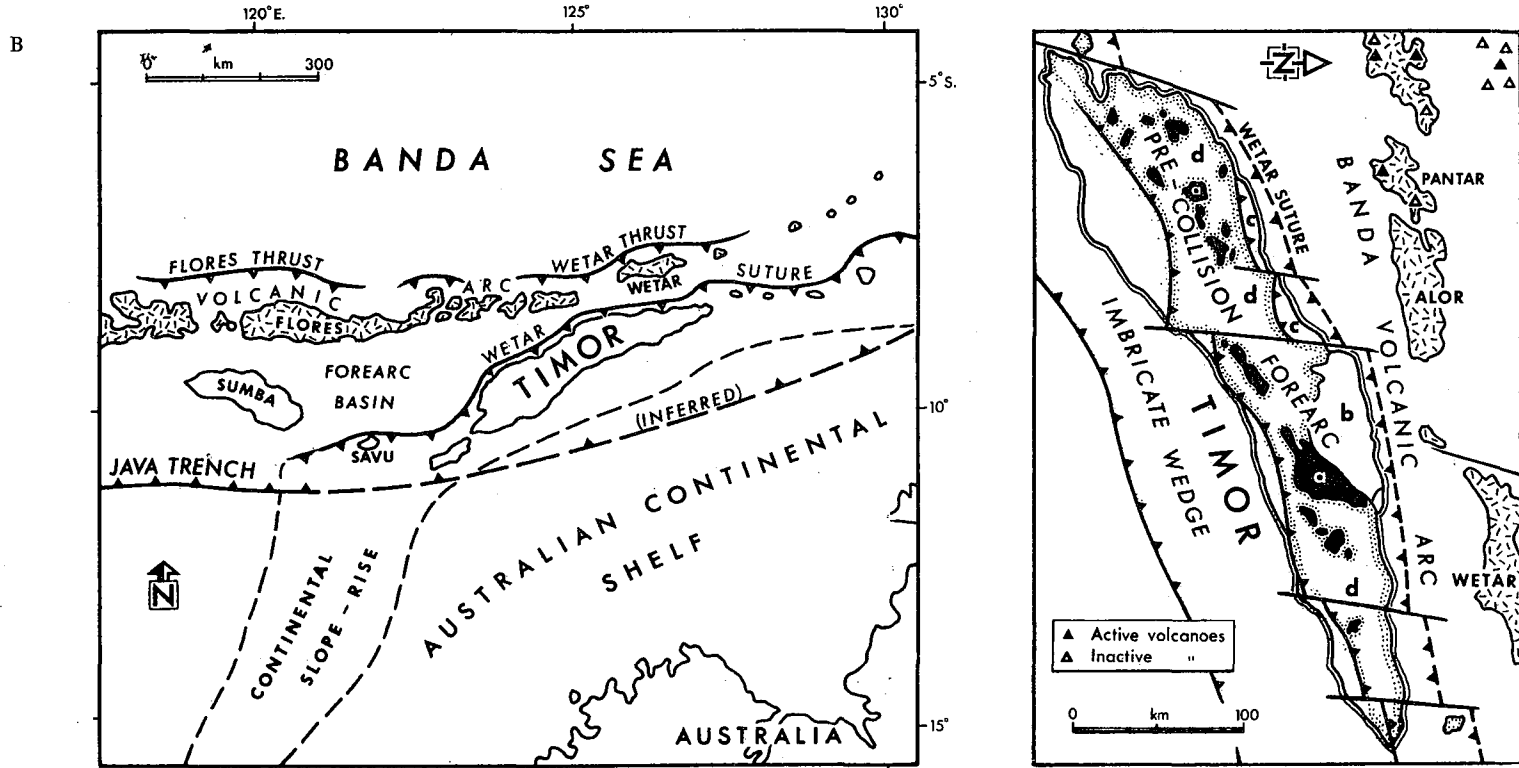 B
120°E.
125°
130°
0 km 300
5°S.
BANDA SEA
FLORES THRUST
WETAR THRUST
VOLCANIC ARC
SUTURE
WETAR
FLORES
WETAR
TIMOR
FOREARC
BASIN
SUMBA
(INFERRED)
10°
SAVU
JAVA TRENCH
AUSTRALIAN CONTINENTAL
SHELF
N
CONTINENTAL
SLOPE-RISE
AUSTRALIA
15°
N
PRE-COLLISION
d
a
c
WETAR SUTURE
BANDA
PANTAR
d
ALOR
c
VOLCANIC
FOREARC
IMBRICATE WEDGE
TIMOR
b
a
ARC
WETAR
d
▲ Active volcanoes
△ Inactive "
0 km 100